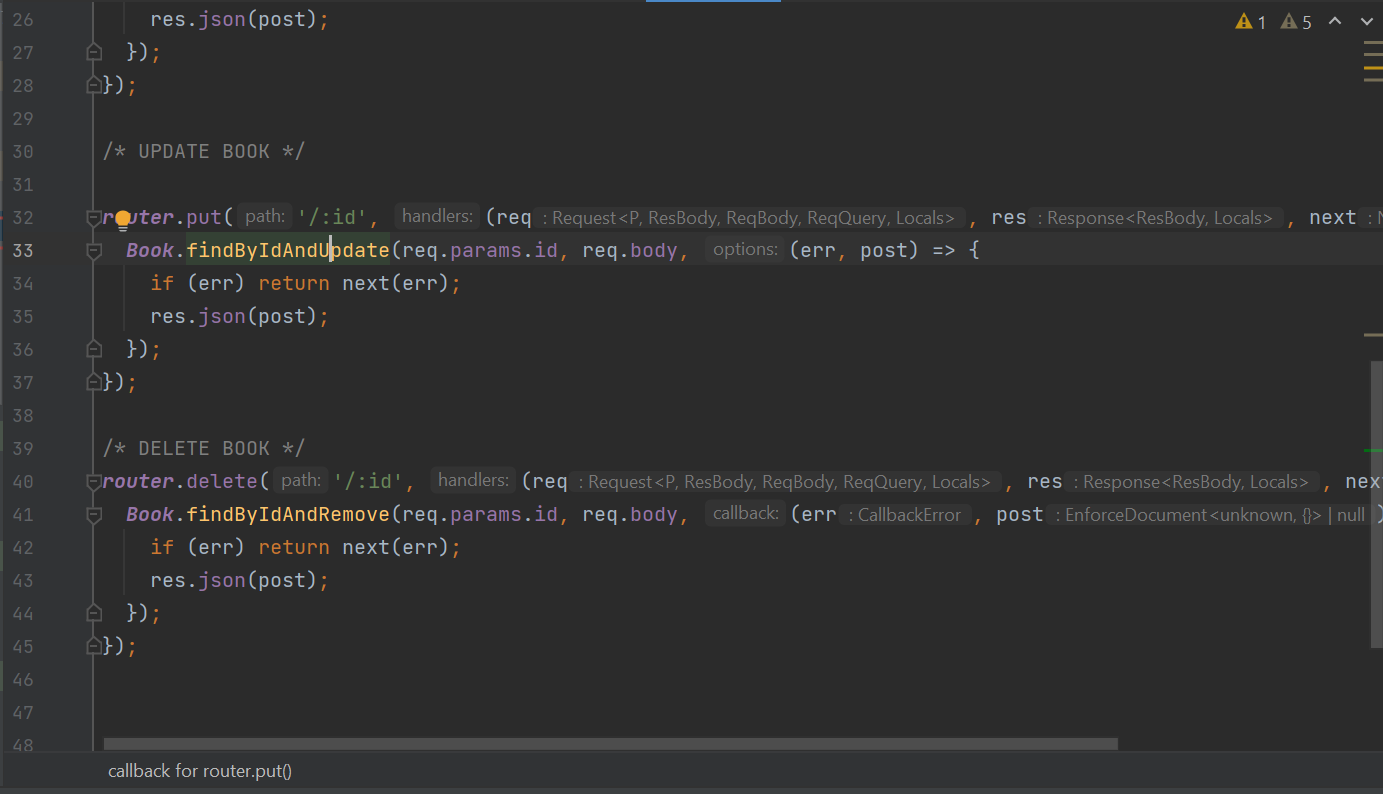 1 5
26 res.json(post);
27 });
28 });
29
30 /* UPDATE BOOK */
31
32 router.put( path: '/:id', handlers: (req : Request<P, ResBody, ReqBody, ReqQuery, Locals> , res : Response<ResBody, Locals> , next : N
33 Book.findByIdAndUpdate(req.params.id, req.body, options: (err, post) => {
34 if (err) return next(err);
35 res.json(post);
36 });
37 });
38
39 /* DELETE BOOK */
40 router.delete( path: '/:id', handlers: (req : Request<P, ResBody, ReqBody, ReqQuery, Locals> , res : Response<ResBody, Locals> , nex
41 Book.findByIdAndRemove(req.params.id, req.body, callback: (err : CallbackError , post : EnforceDocument<unknown, {}> | null )
42 if (err) return next(err);
43 res.json(post);
44 });
45 });
46
47
48
callback for router.put()